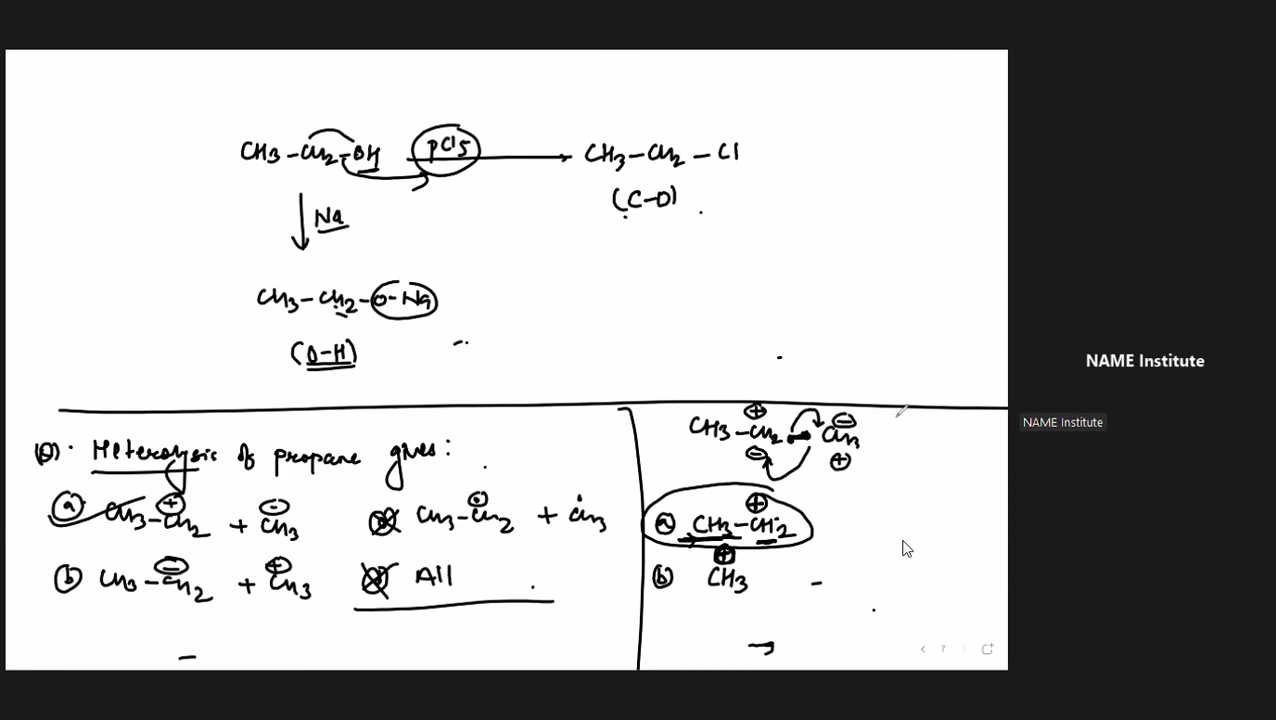 CH3-CH2-OH PCl5 CH3-CH2-Cl
(C-O)
Na
CH3-CH2-O-Na
(O-H)
Q. Heterolysis of propane gives:
a CH3-CH2 + + CH3 -
CH3-CH2 + CH3
b CH3-CH2 - + CH3 +
All
CH3-CH2 CH3
+ -
- +
a CH3-CH2 +
b CH3 +
7
NAME Institute
NAME Institute